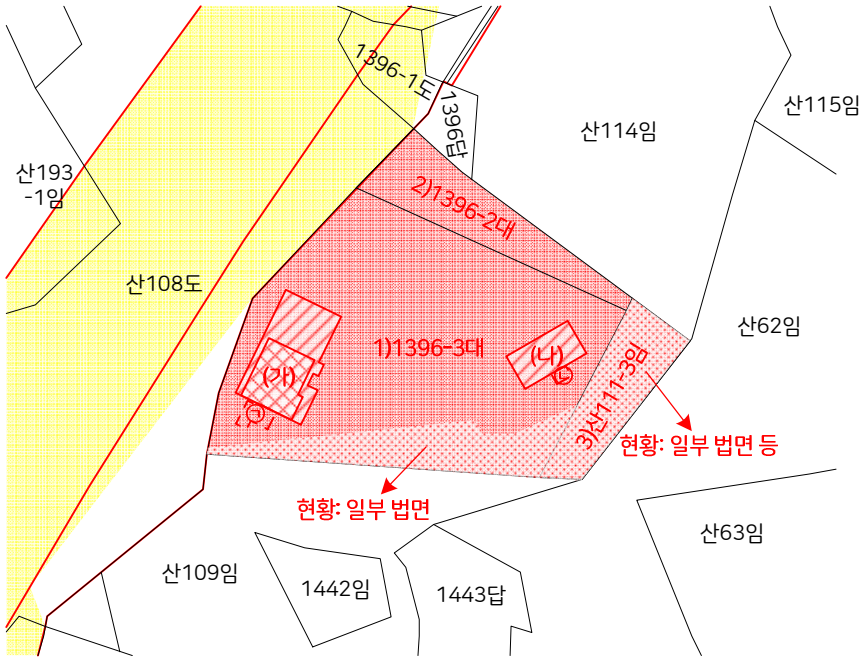 1396-1도
1396답
산115임
산114임
산193
-1임
2)1396-2대
산108도
산62임
1)1396-3대
(나)
(가)
㉡
㉠
3)산111-3임
현황: 일부 법면 등
현황: 일부 법면
산63임
산109임
1442임
1443답